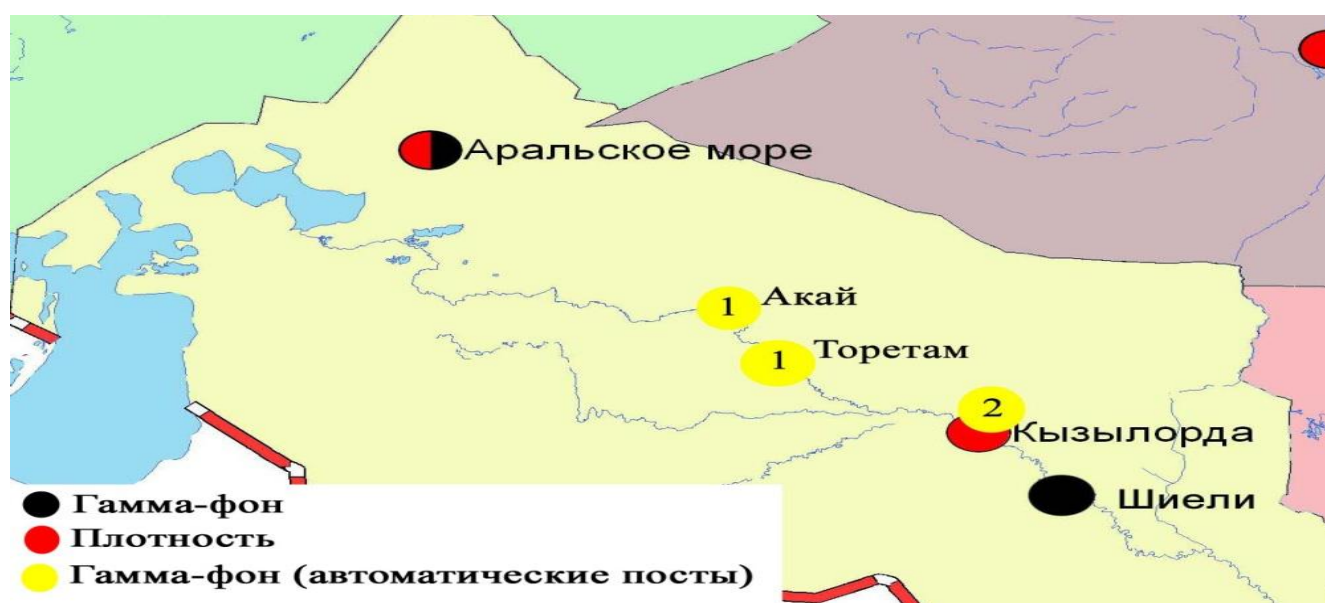 Аральское море
1 Акай
1 Торетам
2
Кызылорда
Шиели
Гамма-фон
Плотность
Гамма-фон (автоматические посты)